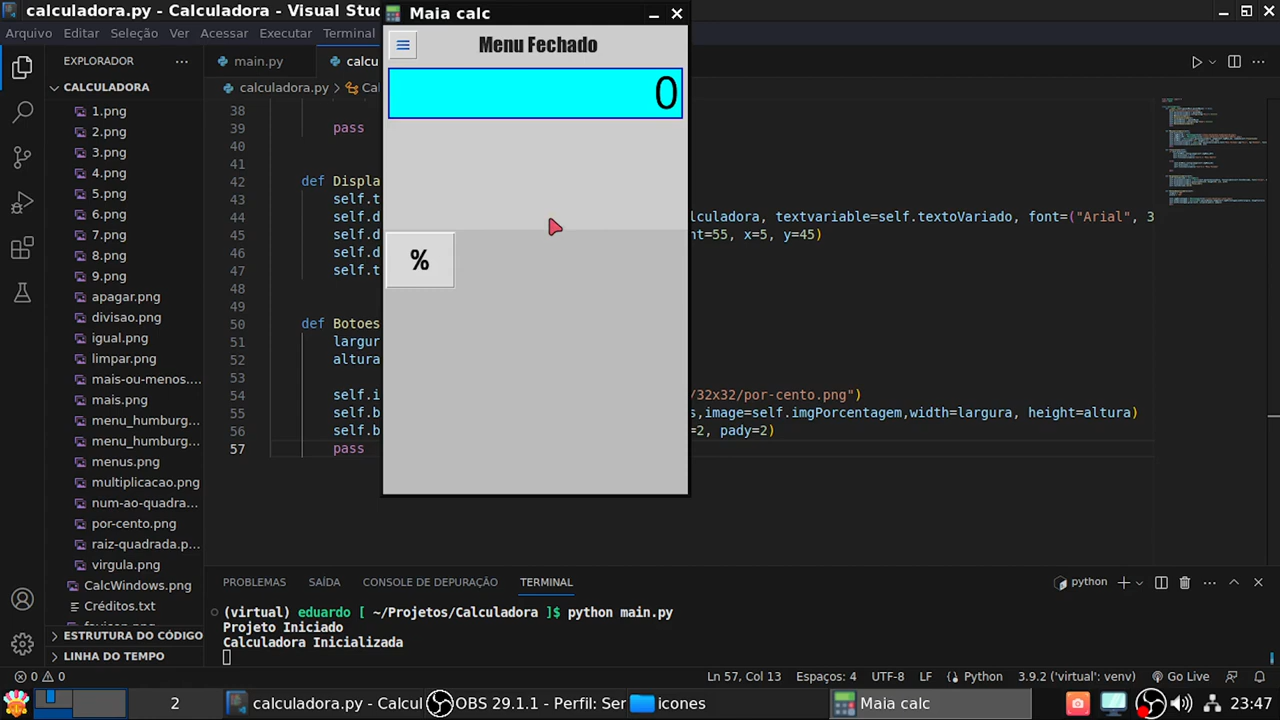 calculadora.py - Calculadora - Visual Stu
Maia calc
Arquivo Editar Seleção Ver Acessar Executar Terminal
Menu Fechado
EXPLORADOR
main.py
calcu
CALCULADORA
calculadora.py
Cal
0
1.png
2.png
3.png
4.png
5.png
6.png
7.png
8.png
9.png
apagar.png
divisao.png
igual.png
limpar.png
mais-ou-menos....
mais.png
menu_humburg...
menu_humburg...
menus.png
multiplicacao.png
num-ao-quadra...
por-cento.png
raiz-quadrada.p...
virgula.png
CalcWindows.png
Créditos.txt
ESTRUTURA DO CÓDIGO
LINHA DO TEMPO
38
39 pass
40
41
42 def Displa
43 self.t
44 self.d lculadora, textvariable=self.textoVariado, font=("Arial", 3
45 self.d nt=55, x=5, y=45)
46 self.d
47 self.t
48
49
50 def Botoes
51 largur
52 altura
53
54 self.i /32x32/por-cento.png")
55 self.b s,image=self.imgPorcentagem,width=largura, height=altura)
56 self.b =2, pady=2)
57 pass
%
PROBLEMAS SAÍDA CONSOLE DE DEPURAÇÃO TERMINAL
python
(virtual) eduardo [ ~/Projetos/Calculadora ]$ python main.py
Projeto Iniciado
Calculadora Inicializada
0 0
Ln 57, Col 13 Espaços: 4 UTF-8 LF Python 3.9.2 ('virtual': venv) Go Live
2
calculadora.py - Calcul
OBS 29.1.1 - Perfil: Ser
icones
Maia calc
23:47